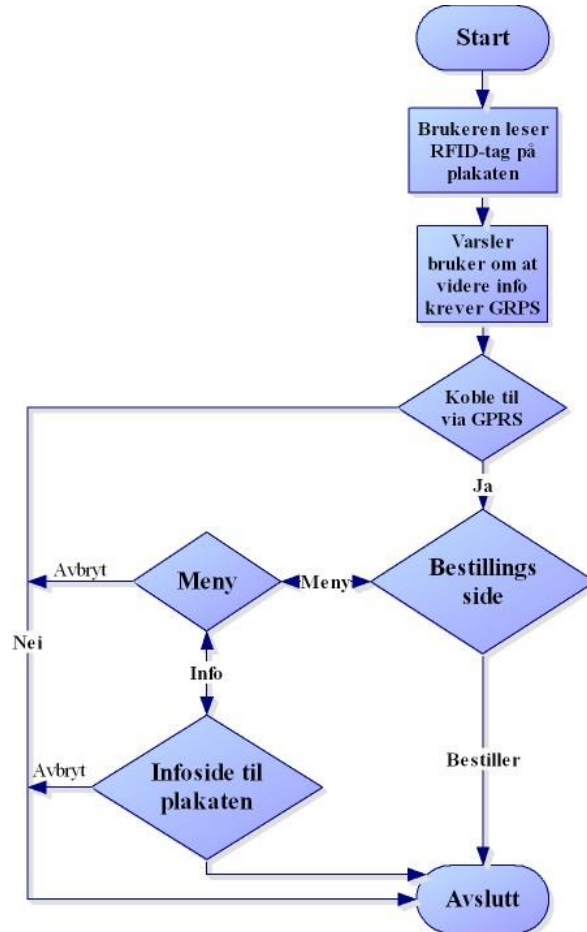 Start
Brukeren leser
RFID-tag på
plakaten
Varsler
bruker om at
videre info
krever GRPS
Koble til
via GPRS
Ja
Bestillings
side
Meny
Meny
Avbryt
Nei
Info
Infoside til
plakaten
Avbryt
Bestiller
Avslutt